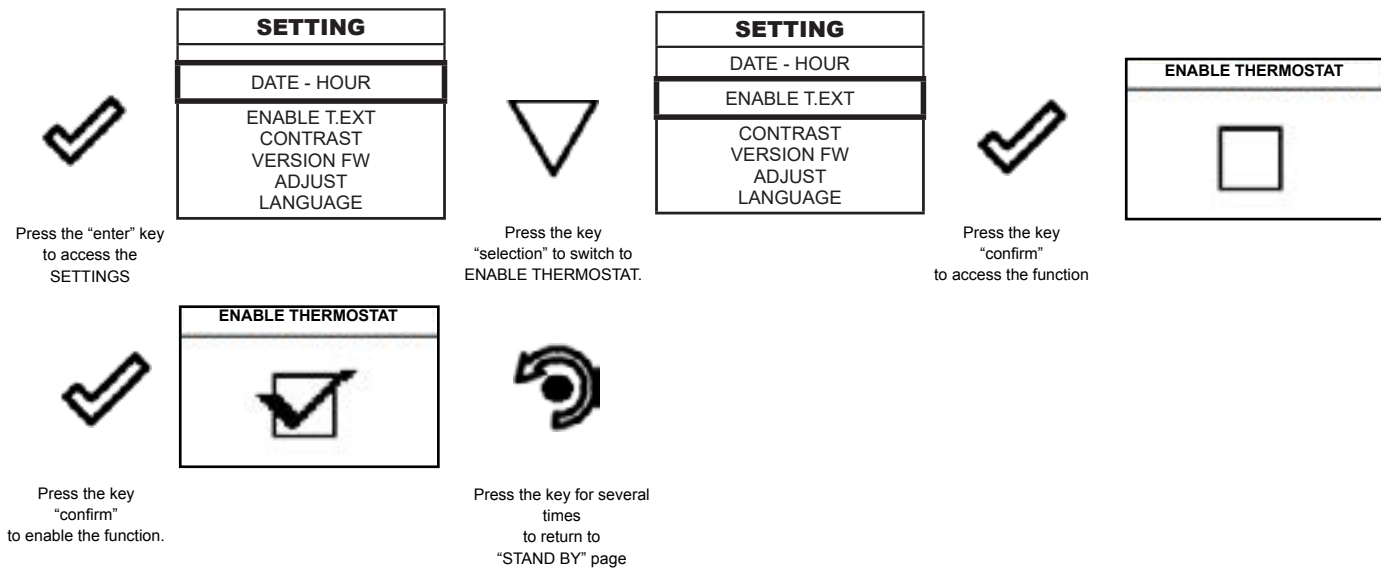 SETTING
DATE - HOUR
ENABLE T.EXT
CONTRAST
VERSION FW
ADJUST
LANGUAGE
Press the “enter” key
to access the
SETTINGS
Press the key
“selection” to switch to
ENABLE THERMOSTAT.
SETTING
DATE - HOUR
ENABLE T.EXT
CONTRAST
VERSION FW
ADJUST
LANGUAGE
Press the key
“confirm”
to access the function
ENABLE THERMOSTAT
Press the key
“confirm”
to enable the function.
ENABLE THERMOSTAT
Press the key for several
times
to return to
“STAND BY” page